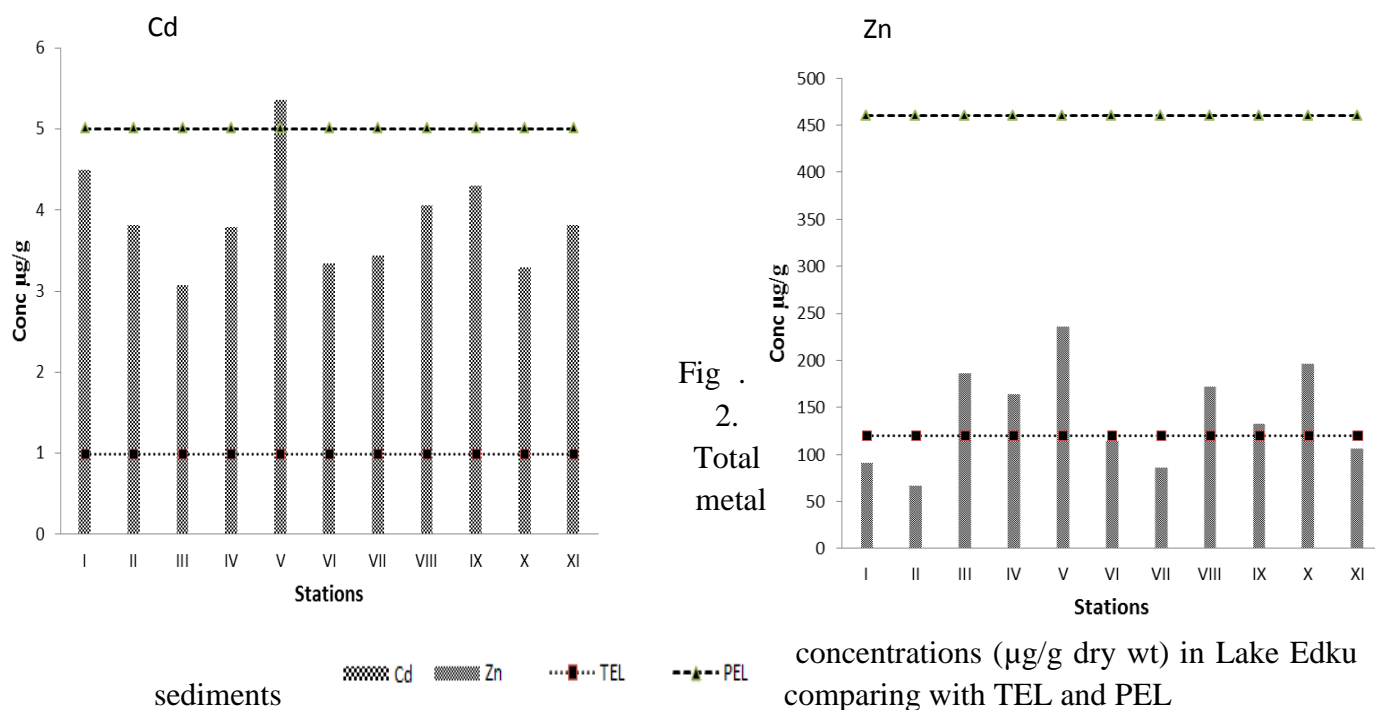 Cd
6
5
4
3
2
1
0
Conc µg/g
I II III IV V VI VII VIII IX X XI
Stations
Zn
500
450
400
350
300
250
200
150
100
50
0
Conc µg/g
I II III IV V VI VII VIII IX X XI
Stations
Cd Zn TEL PEL
Fig .
2.
Total
metal
concentrations (µg/g dry wt) in Lake Edku
sediments comparing with TEL and PEL